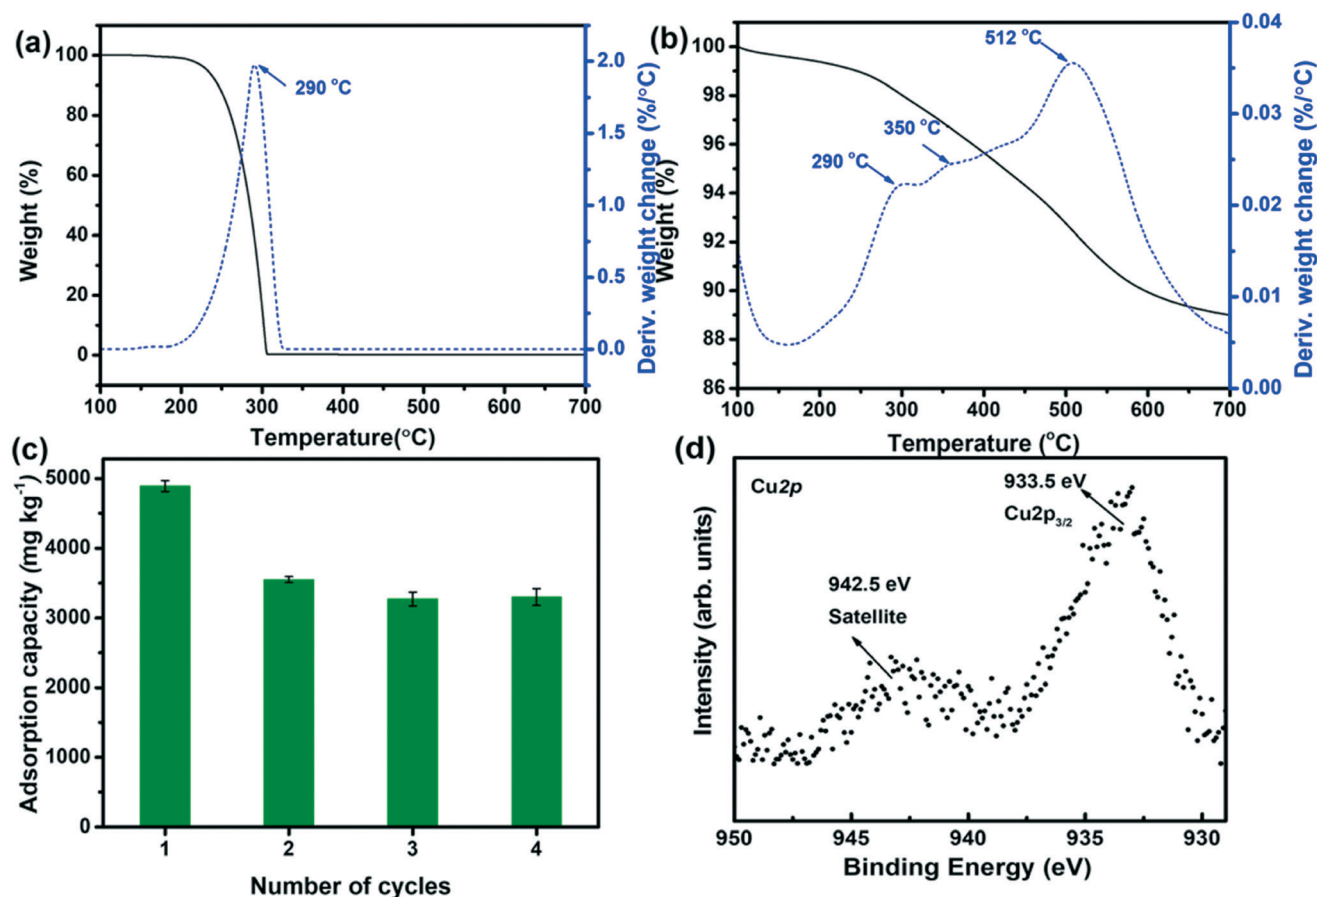 (a)
Weight (%)
100
80
60
40
20
0
290 °C
2.0
1.5
1.0
0.5
0.0
Deriv. weight change (%/°C)
100 200 300 400 500 600 700
Temperature(°C)
(b)
Weight (%)
100
98
96
94
92
90
88
86
290 °C
350 °C
512 °C
0.04
0.03
0.02
0.01
0.00
Deriv. weight change (%/°C)
100 200 300 400 500 600 700
Temperature (°C)
(c)
Adsorption capacity (mg kg⁻¹)
5000
4000
3000
2000
1000
0
1 2 3 4
Number of cycles
(d)
Cu2p
933.5 eV
Cu2p₃/₂
942.5 eV
Satellite
Intensity (arb. units)
950 945 940 935 930
Binding Energy (eV)